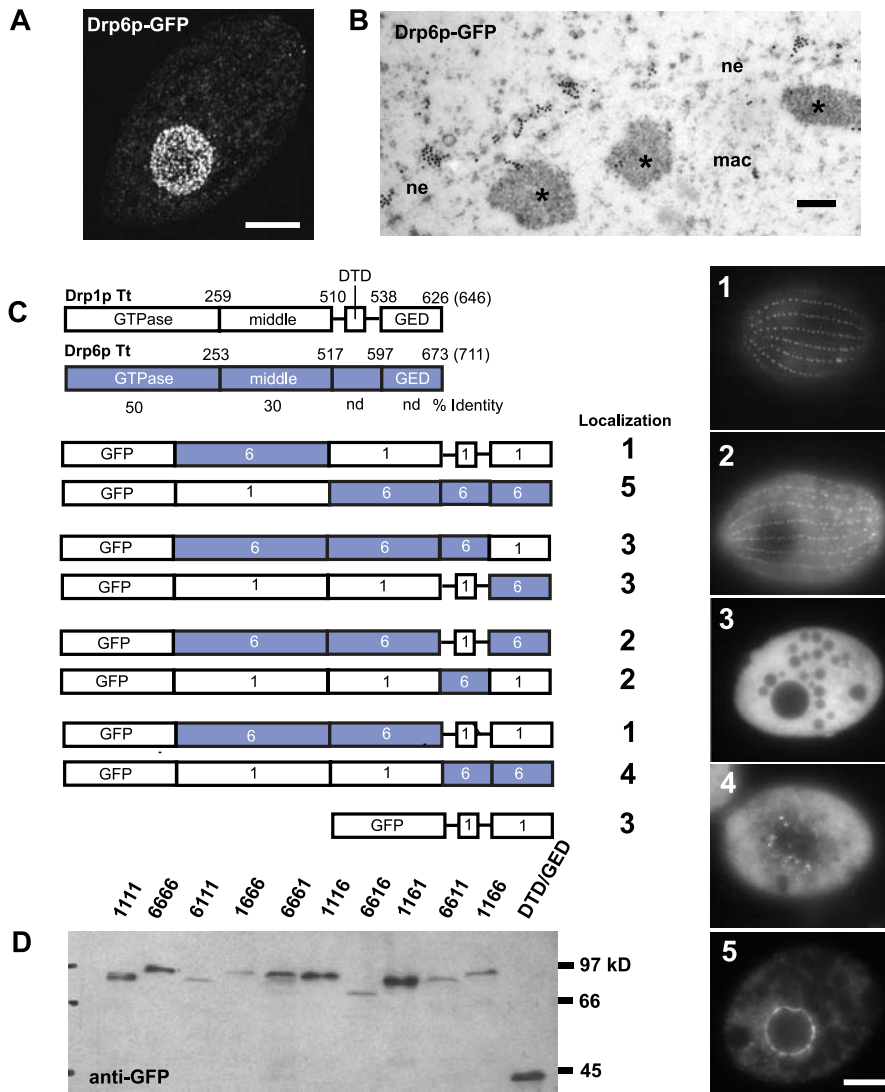 A
Drp6p-GFP
B
Drp6p-GFP
ne
*
*
*
mac
ne
C
DTD
Drp1p Tt 259 510 538 626 (646)
GTPase middle GED
Drp6p Tt 253 517 597 673 (711)
GTPase middle GED
50 30 nd nd % Identity
Localization
GFP 6 1 1 1 1
GFP 1 6 6 6 5
GFP 6 6 6 1 3
GFP 1 1 1 6 3
GFP 6 6 1 6 2
GFP 1 1 6 1 2
GFP 6 6 1 1 1
GFP 1 1 6 6 4
GFP 1 1 3
1
2
3
4
5
1111 6666 6111 1666 6661 1116 6616 1161 6611 1166 DTD/GED
D
97 kD
66
45
anti-GFP